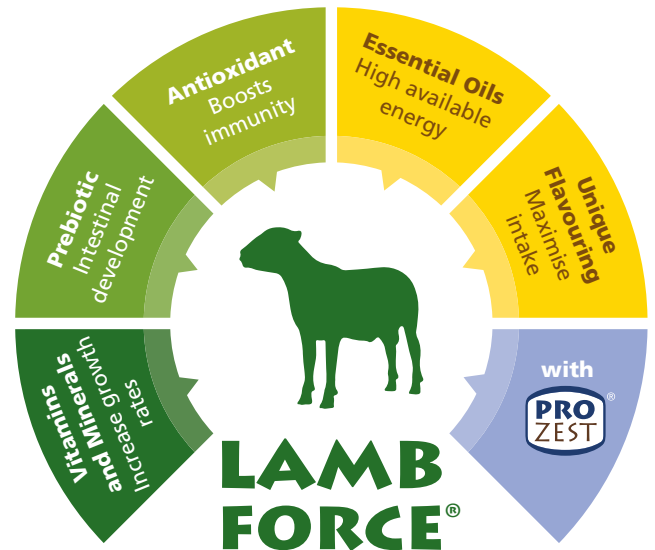 Vitamins
and Minerals
Increase growth
rates
Prebiotic
Intestinal
development
Antioxidant
Boosts
immunity
Essential Oils
High available
energy
Unique
Flavouring
Maximise
intake
with
PRO
ZEST®
LAMB
FORCE®